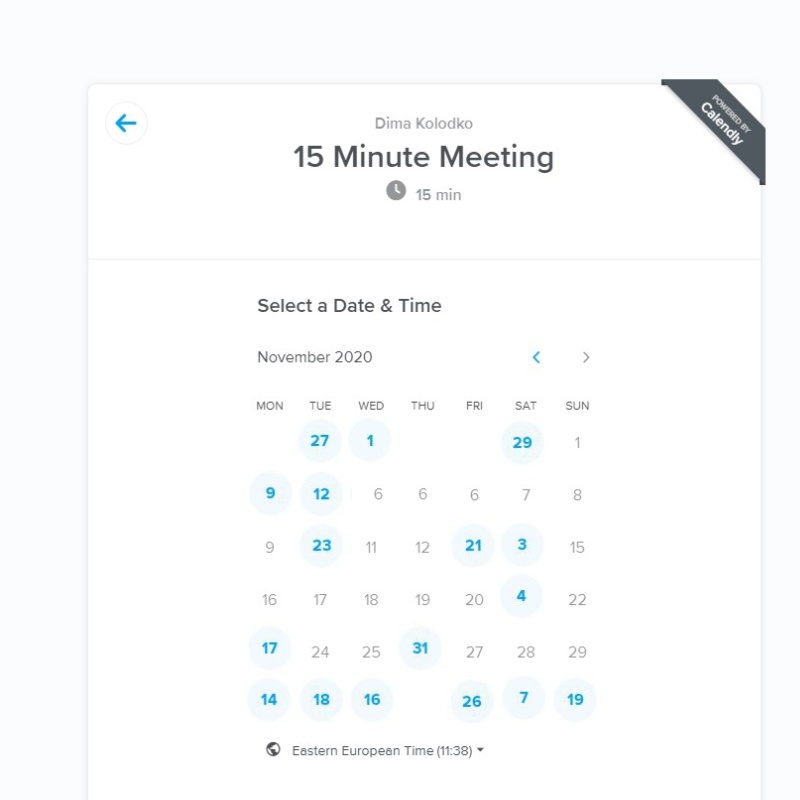 POWERED BY
Calendly
Dima Kolodko
15 Minute Meeting
15 min
Select a Date & Time
November 2020
MON TUE WED THU FRI SAT SUN
27 1 29 1
9 12 6 6 6 7 8
9 23 11 12 21 3 15
16 17 18 19 20 4 22
17 24 25 31 27 28 29
14 18 16 26 7 19
Eastern European Time (11:38)